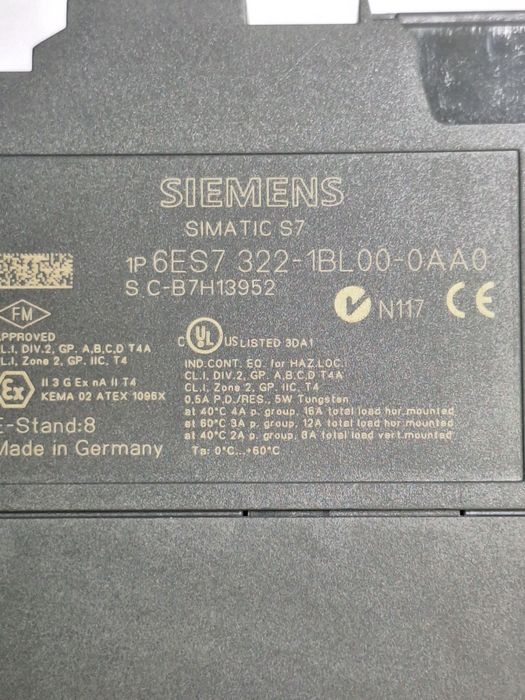 SIEMENS
SIMATIC S7
1P 6ES7 322-1BL00-0AA0
S C-B7H13952
N117 CE
FM
APPROVED
CL.I, DIV.2, GP. A,B,C,D T4A
CL.I, Zone 2, GP. IIC, T4
Ex II 3 G Ex nA II T4
KEMA 02 ATEX 1096X
E-Stand:8
Made in Germany
C UL US LISTED 3DA1
IND.CONT. EQ. for HAZ.LOC.:
CL.I, DIV.2, GP. A,B,C,D T4A
CL.I, Zone 2, GP. IIC, T4
0.5A P.D./RES., 5W Tungsten
at 40°C 4A p. group, 16A total load hor.mounted
at 60°C 3A p. group, 12A total load hor.mounted
at 40°C 2A p. group, 8A total load vert.mounted
Ta: 0°C...+60°C